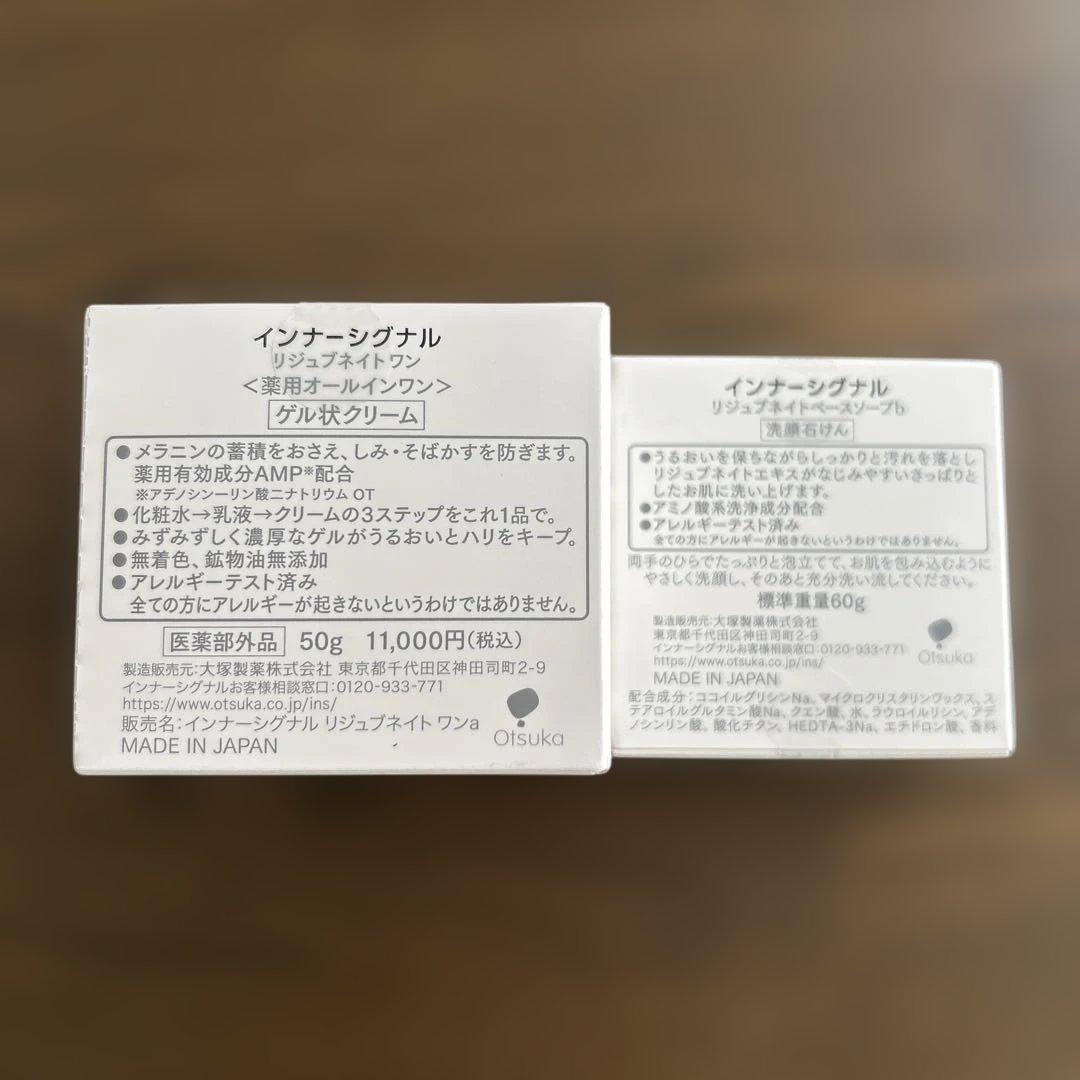 インナーシグナル
リジュブネイト ワン
＜薬用オールインワン＞
ゲル状クリーム
●メラニンの蓄積をおさえ、しみ・そばかすを防ぎます。
薬用有効成分AMP※配合
※アデノシン一リン酸二ナトリウム OT
●化粧水→乳液→クリームの3ステップをこれ1品で。
●みずみずしく濃厚なゲルがうるおいとハリをキープ。
●無着色、鉱物油無添加
●アレルギーテスト済み
全ての方にアレルギーが起きないというわけではありません。
医薬部外品 50g 11,000円(税込)
製造販売元:大塚製薬株式会社 東京都千代田区神田司町2-9
インナーシグナルお客様相談窓口:0120-933-771
https://www.otsuka.co.jp/ins/
販売名:インナーシグナル リジュブネイト ワンa
MADE IN JAPAN
Otsuka
インナーシグナル
リジュブネイトベースソープb
洗顔石けん
●うるおいを保ちながらしっかりと汚れを落とし
リジュブネイトエキスがなじみやすいさっぱりと
したお肌に洗い上げます。
●アミノ酸系洗浄成分配合
●アレルギーテスト済み
全ての方にアレルギーが起きないというわけではありません。
両手のひらでたっぷりと泡立てて、お肌を包み込むように
やさしく洗顔し、そのあと充分洗い流してください。
標準重量60g
製造販売元:大塚製薬株式会社
東京都千代田区神田司町2-9
インナーシグナルお客様相談窓口:0120-933-771
https://www.otsuka.co.jp/ins/
MADE IN JAPAN
Otsuka
配合成分:ココイルグリシンNa、マイクロクリスタリンワックス、ス
テアロイルグルタミン酸Na、クエン酸、水、ラウロイルリシン、アデ
ノシンリン酸、酸化チタン、HEDTA-3Na、エチドロン酸、香料